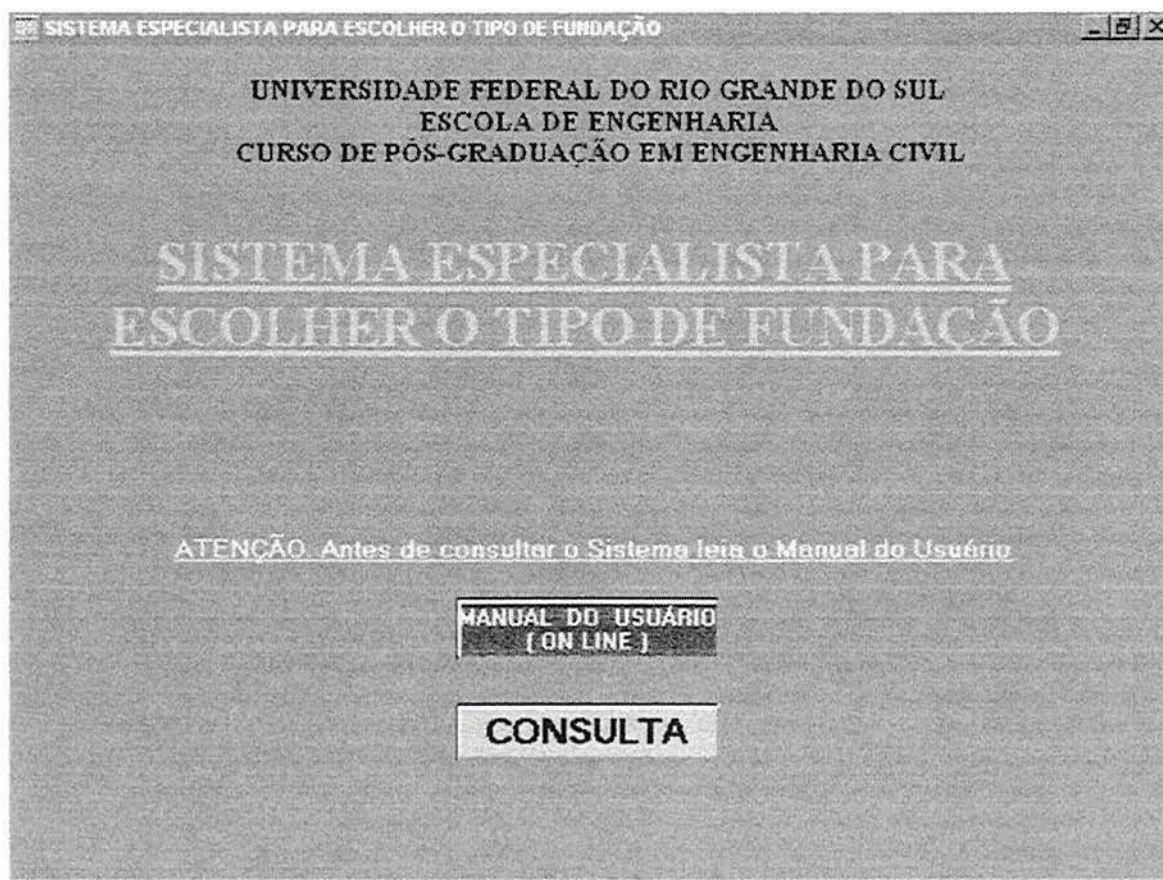 SISTEMA ESPECIALISTA PARA ESCOLHER O TIPO DE FUNDAÇÃO
UNIVERSIDADE FEDERAL DO RIO GRANDE DO SUL
ESCOLA DE ENGENHARIA
CURSO DE PÓS-GRADUAÇÃO EM ENGENHARIA CIVIL
SISTEMA ESPECIALISTA PARA
ESCOLHER O TIPO DE FUNDAÇÃO
ATENÇÃO. Antes de consultar o Sistema leia o Manual do Usuário
MANUAL DO USUÁRIO
( ON LINE )
CONSULTA